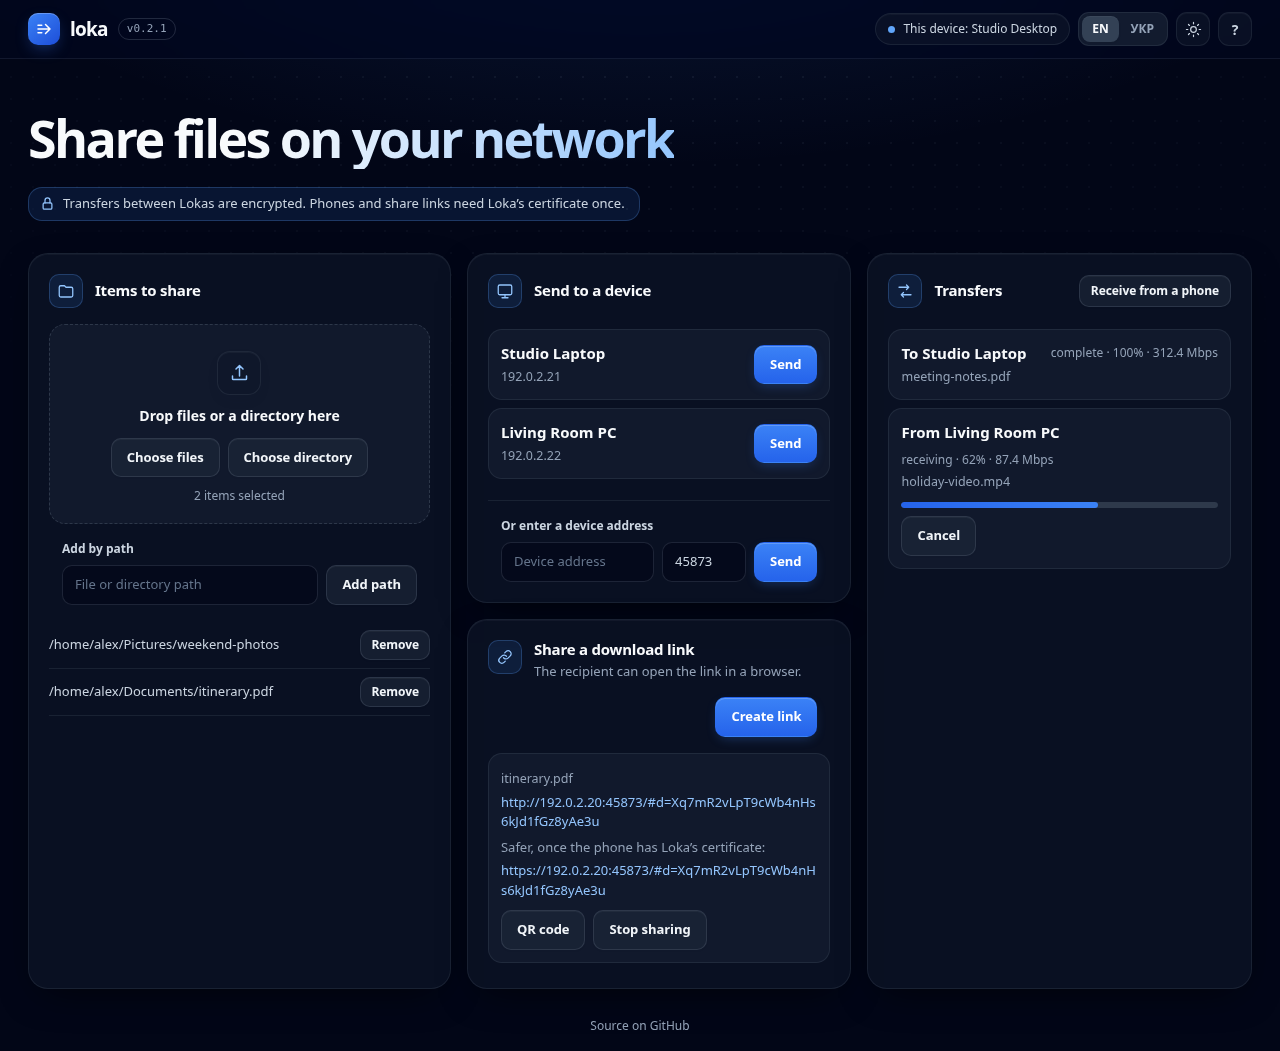 loka v0.2.1
This device: Studio Desktop
EN УКР
?
Share files on your network
Transfers between Lokas are encrypted. Phones and share links need Loka’s certificate once.
Items to share
Drop files or a directory here
Choose files Choose directory
2 items selected
Add by path
File or directory path Add path
/home/alex/Pictures/weekend-photos Remove
/home/alex/Documents/itinerary.pdf Remove
Send to a device
Studio Laptop
192.0.2.21
Send
Living Room PC
192.0.2.22
Send
Or enter a device address
Device address 45873 Send
Share a download link
The recipient can open the link in a browser.
Create link
itinerary.pdf
http://192.0.2.20:45873/#d=Xq7mR2vLpT9cWb4nHs
6kJd1fGz8yAe3u
Safer, once the phone has Loka’s certificate:
https://192.0.2.20:45873/#d=Xq7mR2vLpT9cWb4nH
s6kJd1fGz8yAe3u
QR code Stop sharing
Transfers Receive from a phone
To Studio Laptop complete · 100% · 312.4 Mbps
meeting-notes.pdf
From Living Room PC
receiving · 62% · 87.4 Mbps
holiday-video.mp4
Cancel
Source on GitHub